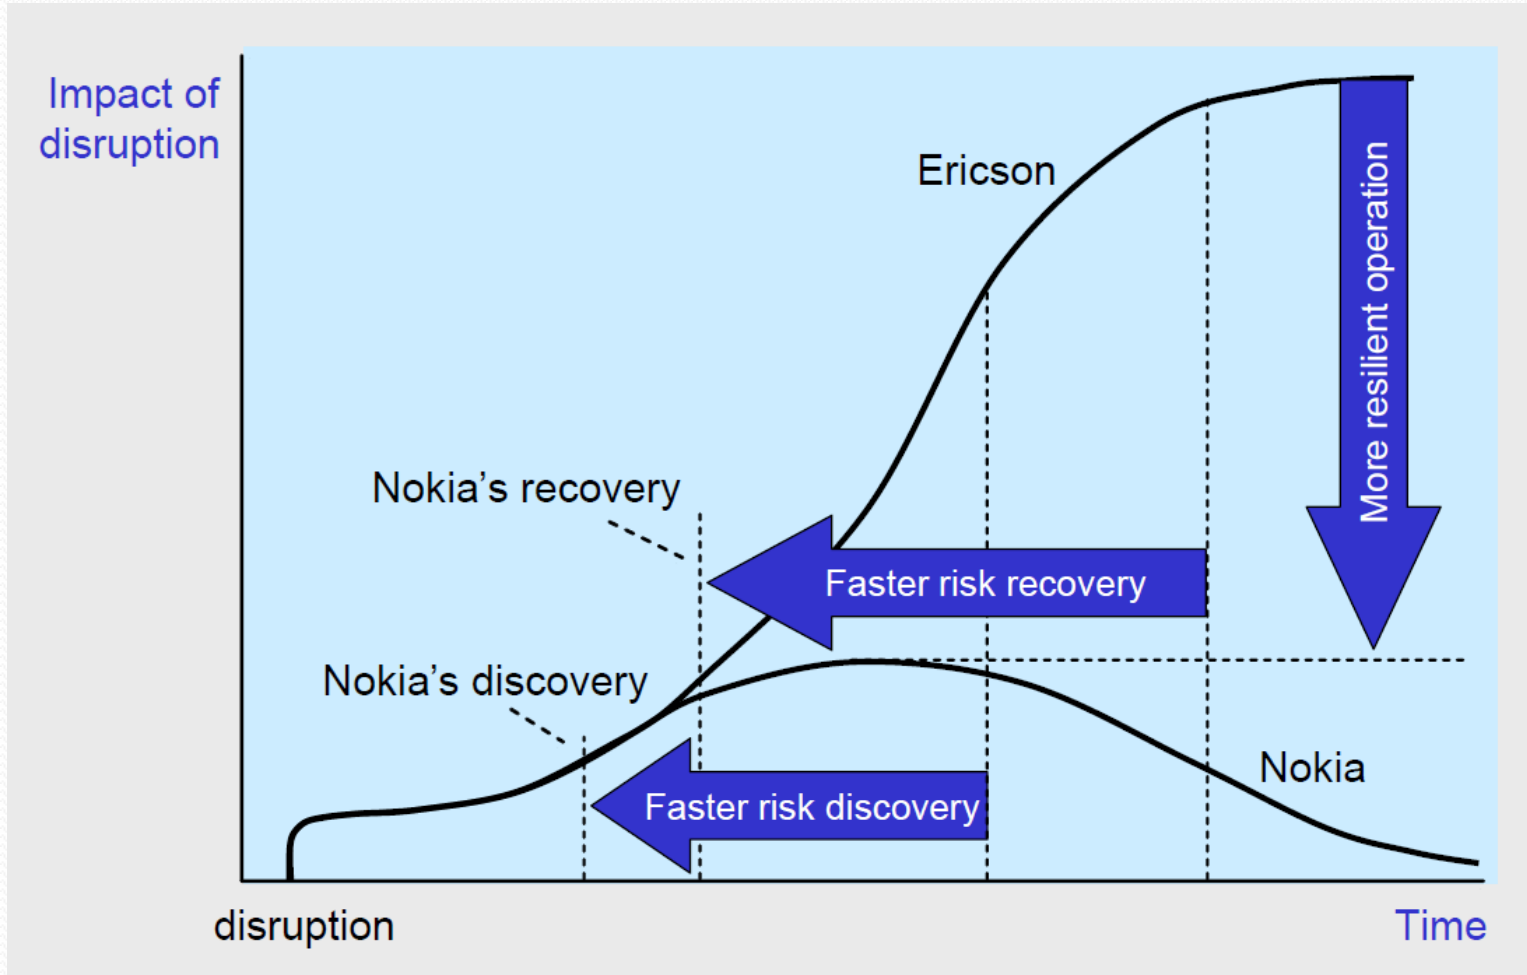 Impact of
disruption
Ericson
More resilient operation
Nokia’s recovery
Faster risk recovery
Nokia’s discovery
Nokia
Faster risk discovery
disruption
Time